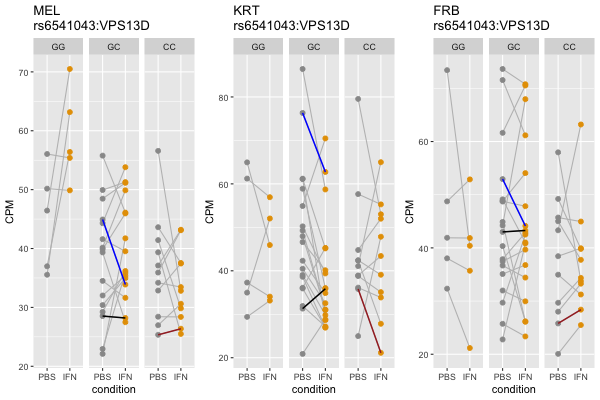 MEL
rs6541043:VPS13D
GG GC CC
CPM
70
60
50
40
30
20
PBS IFN PBS IFN PBS IFN
condition
KRT
rs6541043:VPS13D
GG GC CC
CPM
80
60
40
20
PBS IFN PBS IFN PBS IFN
condition
FRB
rs6541043:VPS13D
GG GC CC
CPM
60
40
20
PBS IFN PBS IFN PBS IFN
condition